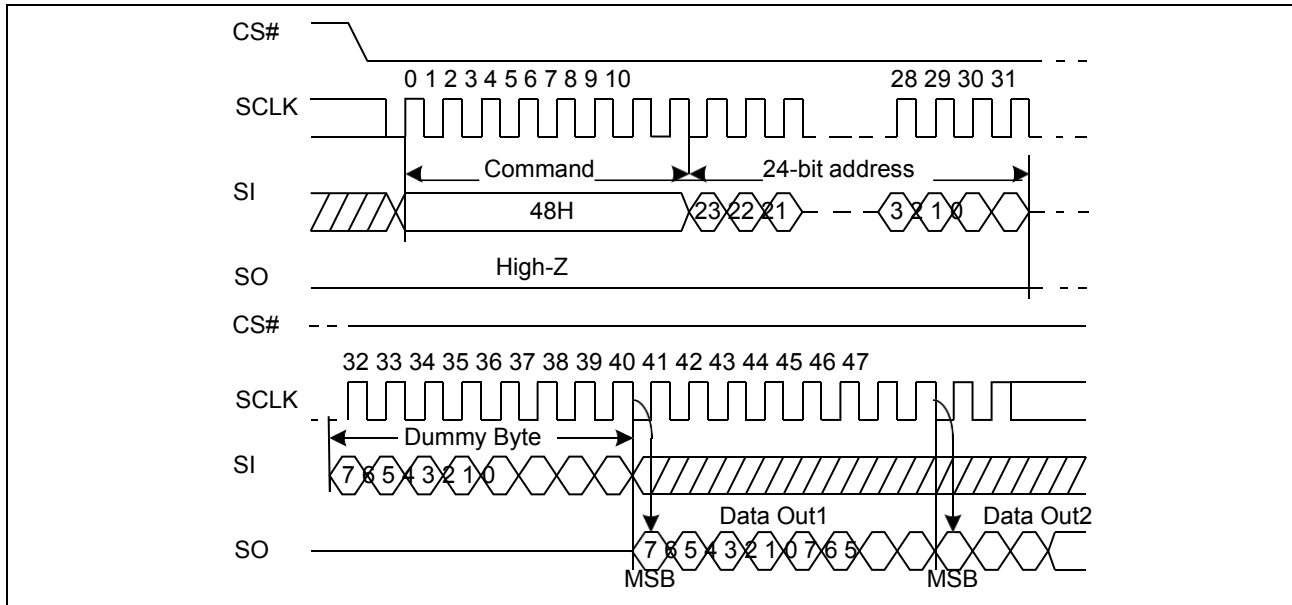 CS#
0 1 2 3 4 5 6 7 8 9 10 28 29 30 31
SCLK
Command 24-bit address
SI
48H 23 22 21 3 2 1 0
High-Z
SO
CS#
32 33 34 35 36 37 38 39 40 41 42 43 44 45 46 47
SCLK
Dummy Byte
SI
7 6 5 4 3 2 1 0
Data Out1 Data Out2
SO
7 6 5 4 3 2 1 0 7 6 5
MSB MSB